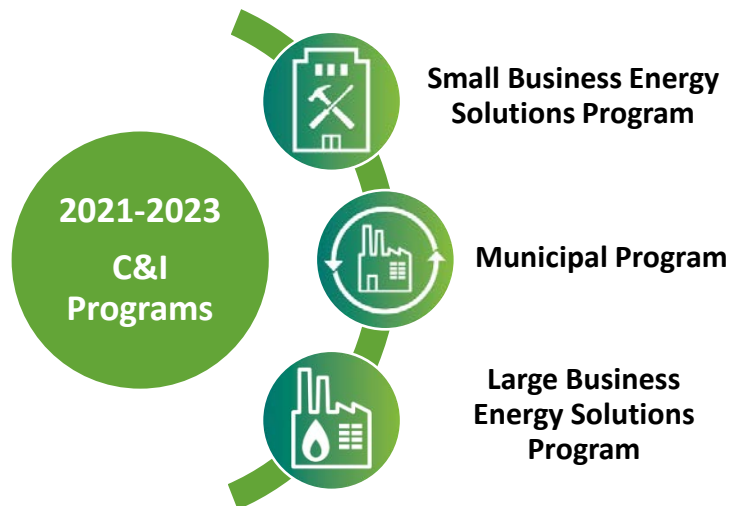 2021-2023
C&I
Programs
Small Business Energy
Solutions Program
Municipal Program
Large Business
Energy Solutions
Program